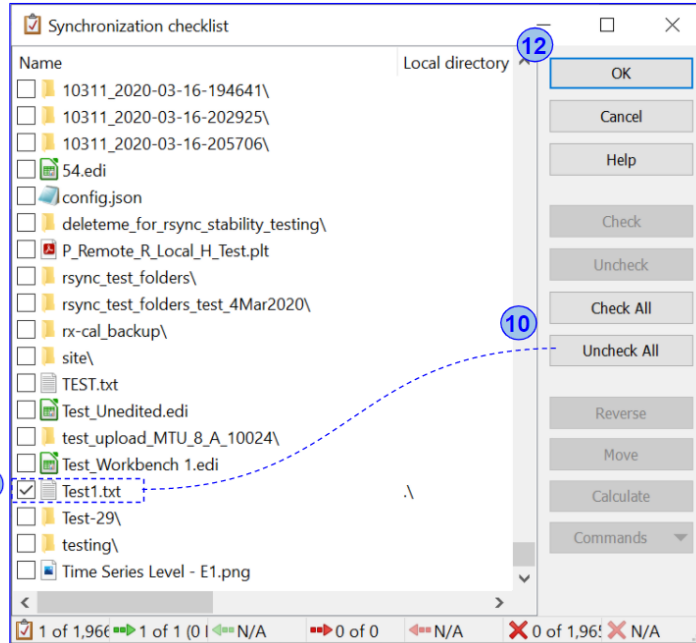 Synchronization checklist
12
Name Local directory
OK
10311_2020-03-16-194641\
10311_2020-03-16-202925\
Cancel
10311_2020-03-16-205706\
Help
54.edi
config.json
deleteme_for_rsync_stability_testing\
Check
P_Remote_R_Local_H_Test.plt
Uncheck
rsync_test_folders\
rsync_test_folders_test_4Mar2020\
Check All
rx-cal_backup\
10
site\
Uncheck All
TEST.txt
Test_Unedited.edi
Reverse
test_upload_MTU_8_A_10024\
Move
Test_Workbench 1.edi
Test1.txt .\
Calculate
Test-29\
testing\
Commands
Time Series Level - E1.png
1 of 1,966 1 of 1 (0 N/A 0 of 0 N/A 0 of 1,965 N/A